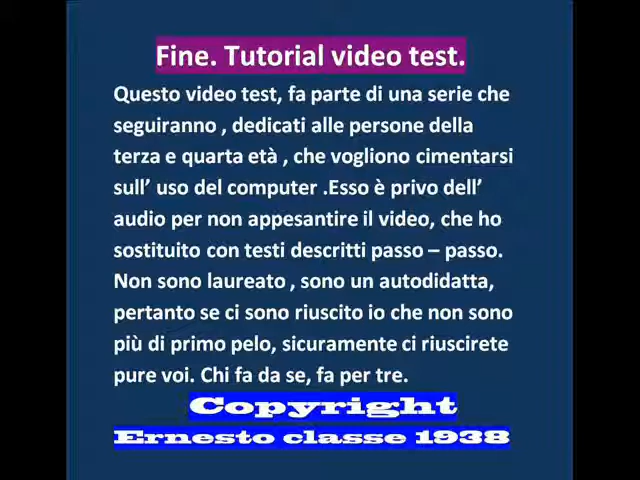 Fine. Tutorial video test.
Questo video test, fa parte di una serie che
seguiranno , dedicati alle persone della
terza e quarta età , che vogliono cimentarsi
sull’ uso del computer .Esso è privo dell’
audio per non appesantire il video, che ho
sostituito con testi descritti passo – passo.
Non sono laureato , sono un autodidatta,
pertanto se ci sono riuscito io che non sono
più di primo pelo, sicuramente ci riuscirete
pure voi. Chi fa da se, fa per tre.
Copyright
Ernesto classe 1938